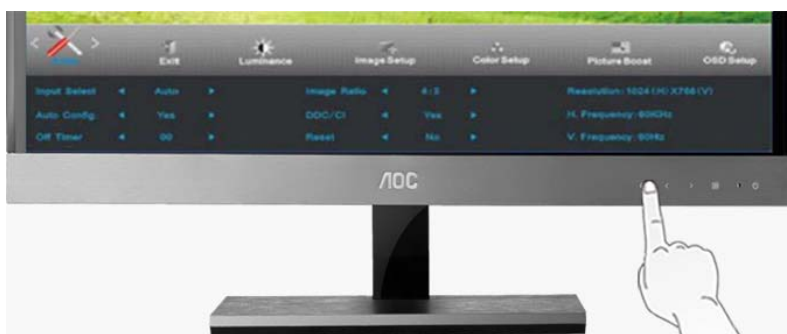 Exit
Luminance
Image Setup
Color Setup
Picture Boost
OSD Setup
Input Select Auto Image Ratio 4:3 Resolution: 1024(H) X768(V)
Auto Config. Yes DDC/CI Yes H. Frequency: 60KHz
Off Timer 00 Reset No V. Frequency: 60Hz
AOC